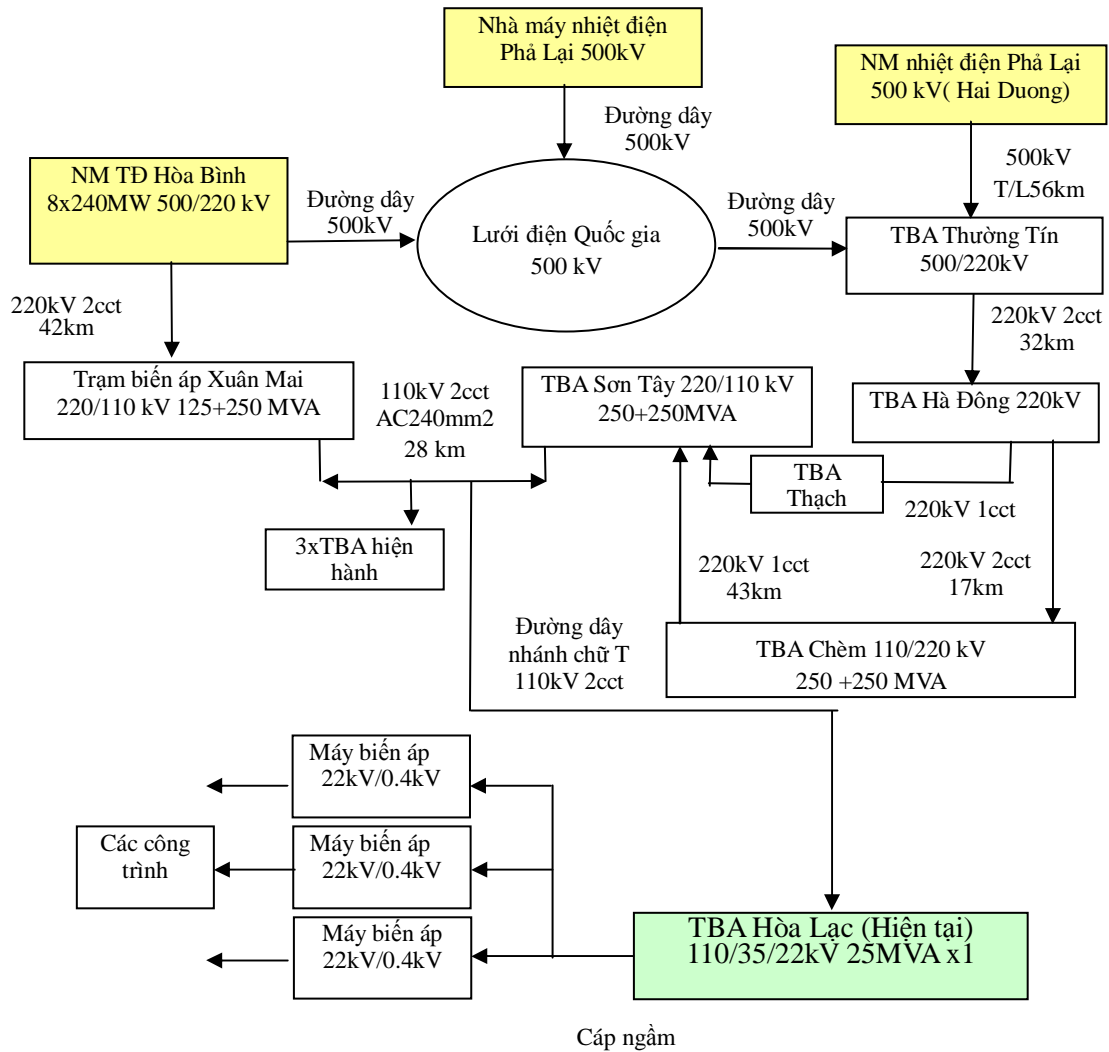 Nhà máy nhiệt điện
Phả Lại 500kV
NM nhiệt điện Phả Lại
500 kV( Hai Duong)
Đường dây
500kV
NM TĐ Hòa Bình
8x240MW 500/220 kV
Đường dây
500kV
Lưới điện Quốc gia
500 kV
Đường dây
500kV
500kV
T/L56km
TBA Thường Tín
500/220kV
220kV 2cct
42km
220kV 2cct
32km
Trạm biến áp Xuân Mai
220/110 kV 125+250 MVA
110kV 2cct
AC240mm2
28 km
TBA Sơn Tây 220/110 kV
250+250MVA
TBA Hà Đông 220kV
TBA
Thạch
220kV 1cct
3xTBA hiện
hành
220kV 1cct
43km
220kV 2cct
17km
Đường dây
nhánh chữ T
110kV 2cct
TBA Chèm 110/220 kV
250 +250 MVA
Máy biến áp
22kV/0.4kV
Các công
trình
Máy biến áp
22kV/0.4kV
Máy biến áp
22kV/0.4kV
TBA Hòa Lạc (Hiện tại)
110/35/22kV 25MVA x1
Cáp ngầm